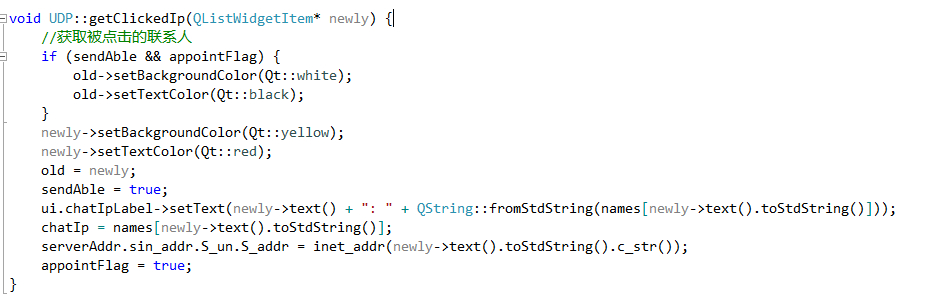 void UDP::getClickedIp(QListWidgetItem* newly) {
    //获取被点击的联系人
    if (sendAble && appointFlag) {
        old->setBackgroundColor(Qt::white);
        old->setTextColor(Qt::black);
    }
    newly->setBackgroundColor(Qt::yellow);
    newly->setTextColor(Qt::red);
    old = newly;
    sendAble = true;
    ui.chatIpLabel->setText(newly->text() + ": " + QString::fromStdString(names[newly->text().toStdString()]));
    chatIp = names[newly->text().toStdString()];
    serverAddr.sin_addr.S_un.S_addr = inet_addr(newly->text().toStdString().c_str());
    appointFlag = true;
}